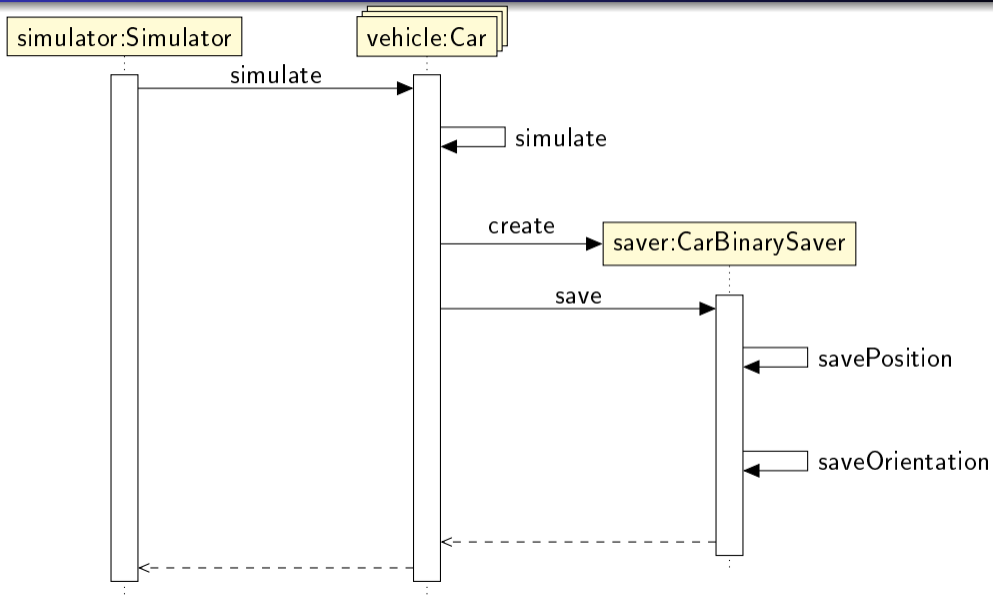 simulator:Simulator
vehicle:Car
simulate
simulate
create
saver:CarBinarySaver
save
savePosition
saveOrientation